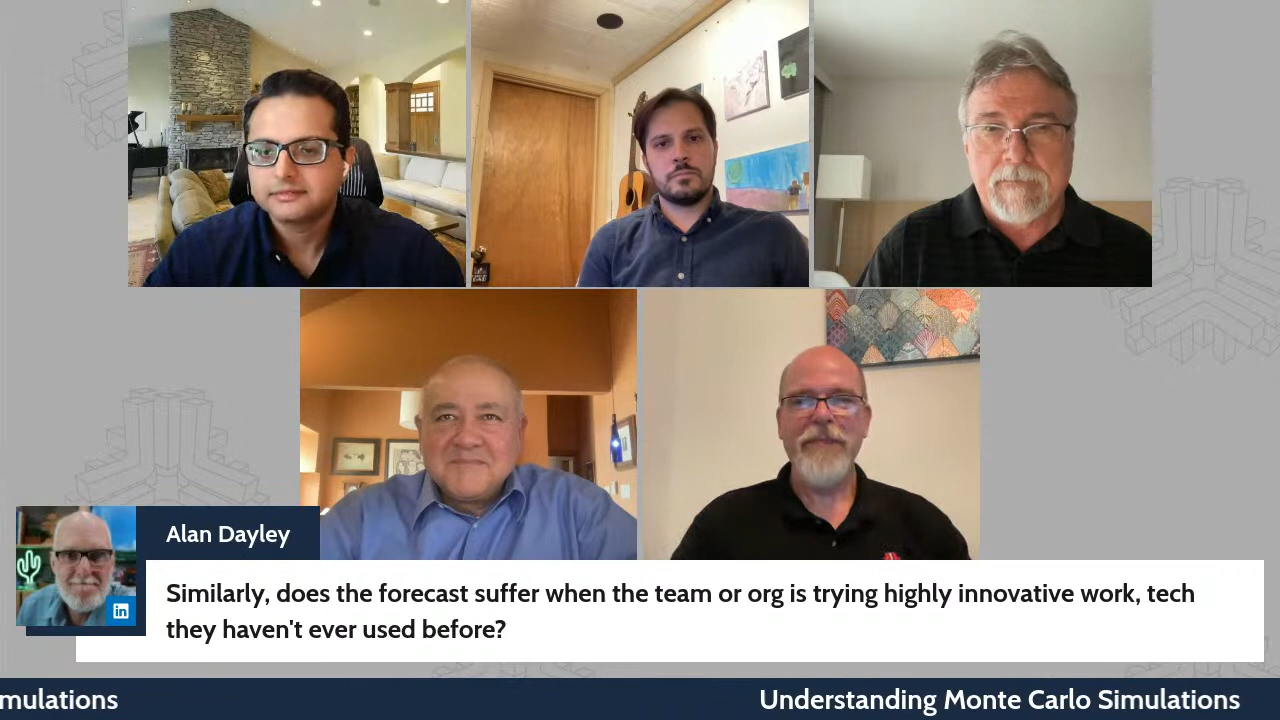 Alan Dayley
in
Similarly, does the forecast suffer when the team or org is trying highly innovative work, tech
they haven't ever used before?
mulations
Understanding Monte Carlo Simulations